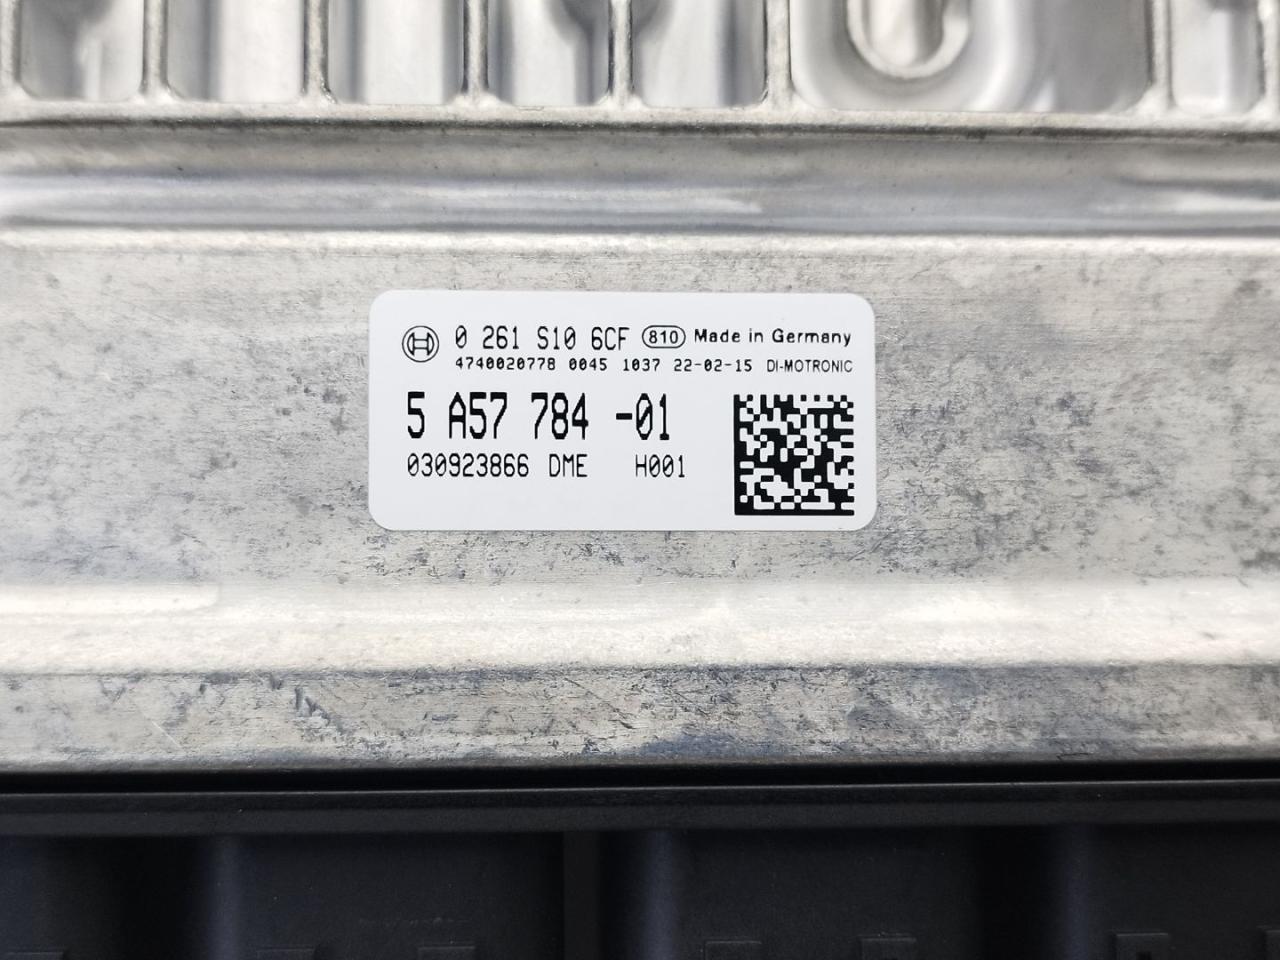 0 261 S10 6CF 810 Made in Germany
4740020778 0045 1037 22-02-15 DI-MOTRONIC
5 A57 784 -01
030923866 DME H001